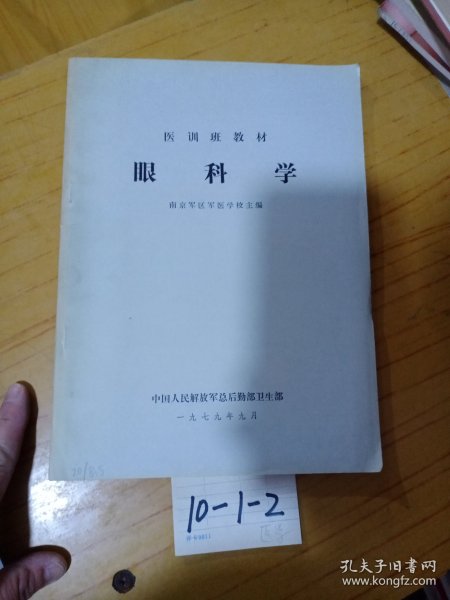 医训班教材
眼科学
南京军区军医学校主编
中国人民解放军总后勤部卫生部
一九七九年九月
10-1-2
孔夫子旧书网
www.kongfz.com